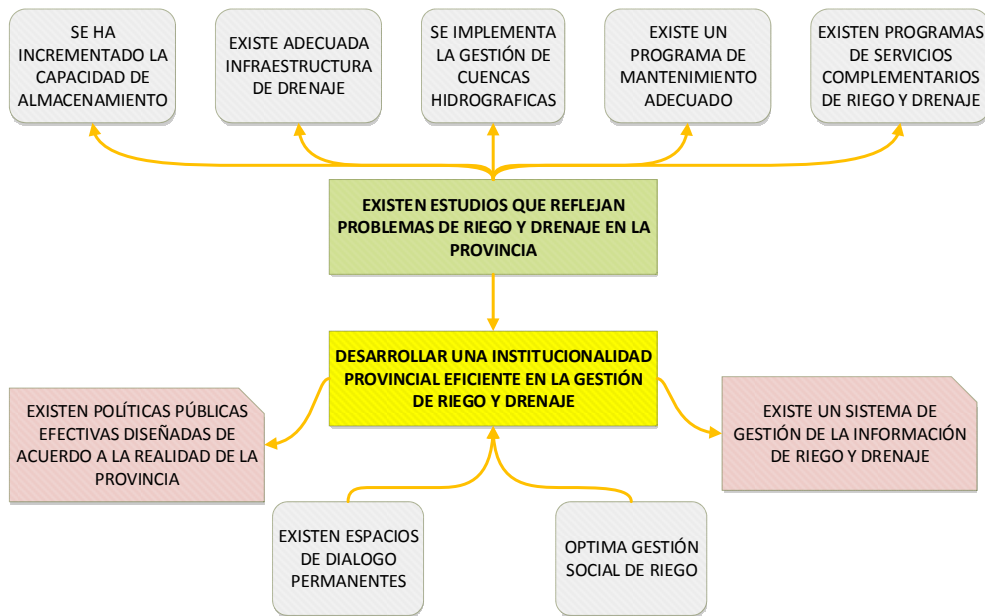 SE HA
INCREMENTADO LA
CAPACIDAD DE
ALMACENAMIENTO
EXISTE ADECUADA
INFRAESTRUCTURA
DE DRENAJE
SE IMPLEMENTA
LA GESTIÓN DE
CUENCAS
HIDROGRAFICAS
EXISTE UN
PROGRAMA DE
MANTENIMIENTO
ADECUADO
EXISTEN PROGRAMAS
DE SERVICIOS
COMPLEMENTARIOS
DE RIEGO Y DRENAJE
EXISTEN ESTUDIOS QUE REFLEJAN
PROBLEMAS DE RIEGO Y DRENAJE EN LA
PROVINCIA
DESARROLLAR UNA INSTITUCIONALIDAD
PROVINCIAL EFICIENTE EN LA GESTIÓN
DE RIEGO Y DRENAJE
EXISTEN POLÍTICAS PÚBLICAS
EFECTIVAS DISEÑADAS DE
ACUERDO A LA REALIDAD DE LA
PROVINCIA
EXISTE UN SISTEMA DE
GESTIÓN DE LA INFORMACIÓN
DE RIEGO Y DRENAJE
EXISTEN ESPACIOS
DE DIALOGO
PERMANENTES
OPTIMA GESTIÓN
SOCIAL DE RIEGO